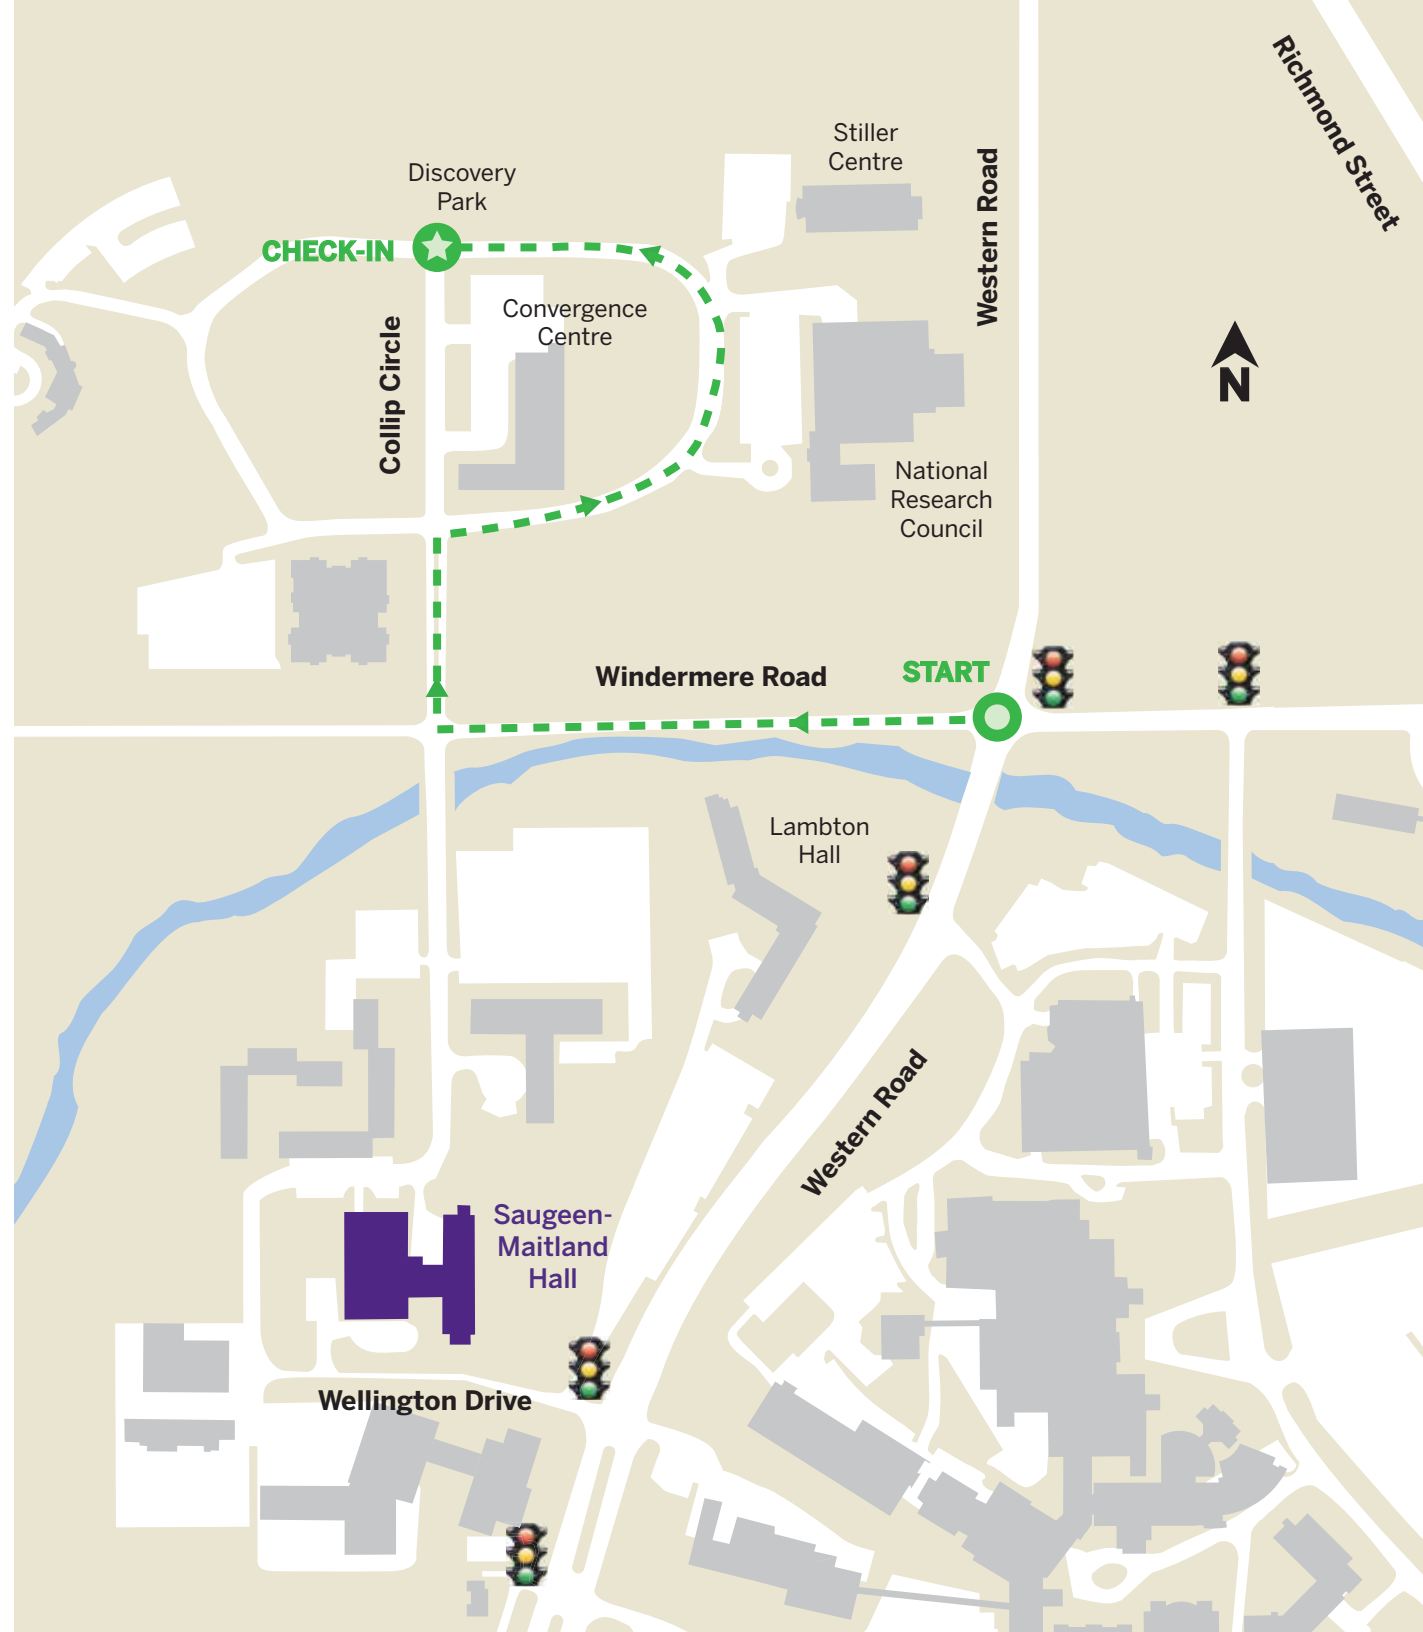 Richmond Street
Stiller
Centre
Western Road
Discovery
Park
CHECK-IN
Convergence
Centre
Collip Circle
N
National
Research
Council
Windermere Road
START
Lambton
Hall
Western Road
Saugeen-
Maitland
Hall
Wellington Drive